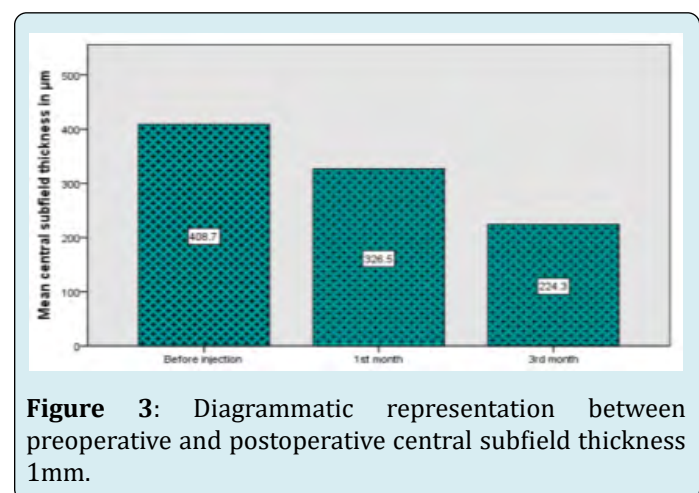 Mean central subfield thickness in µm
500
400
300
200
100
0
408.7
326.5
224.3
Before injection
1st month
3rd month
Figure 3: Diagrammatic representation between
preoperative and postoperative central subfield thickness
1mm.